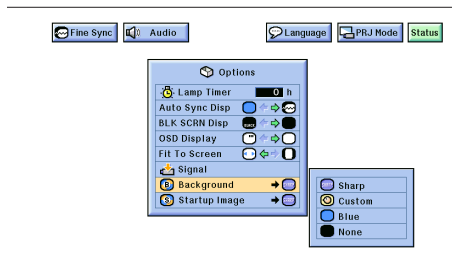 Fine Sync Audio Language PRJ Mode Status
Options
Lamp Timer 0 h
Auto Sync Disp
BLK SCRN Disp
OSD Display
Fit To Screen
Signal
Background
Startup Image
Sharp
Custom
Blue
None